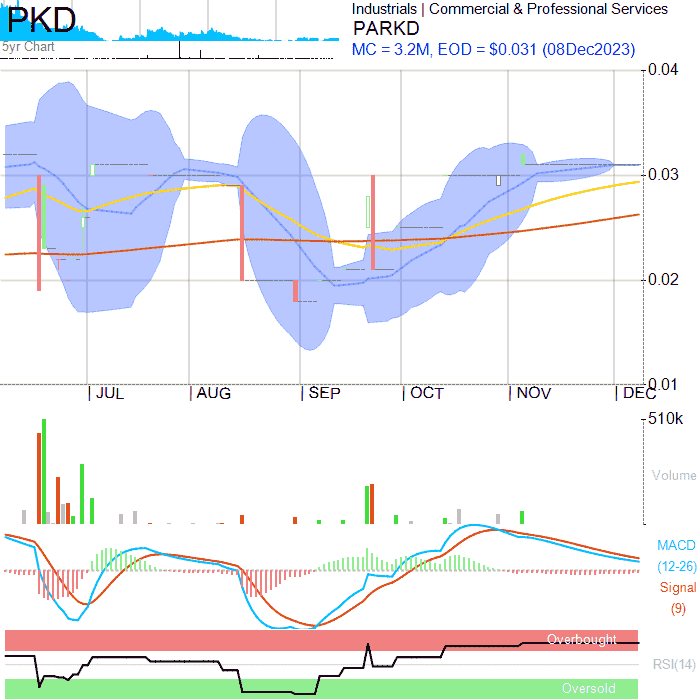 PKD
5yr Chart
Industrials | Commercial & Professional Services
PARKD
MC = 3.2M, EOD = $0.031 (08Dec2023)
0.04
0.03
0.02
0.01
JUL
AUG
SEP
OCT
NOV
DEC
510k
Volume
MACD
(12-26)
Signal
(9)
Overbought
RSI(14)
Oversold